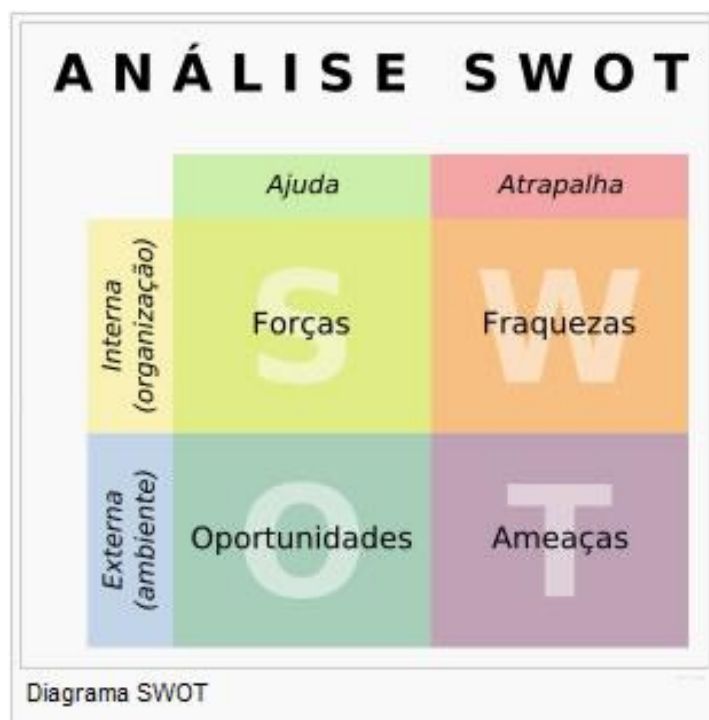 ANÁLISE SWOT
Ajuda
Atrapalha
Interna
(organização)
S
Forças
W
Fraquezas
Externa
(ambiente)
O
Oportunidades
T
Ameaças
Diagrama SWOT